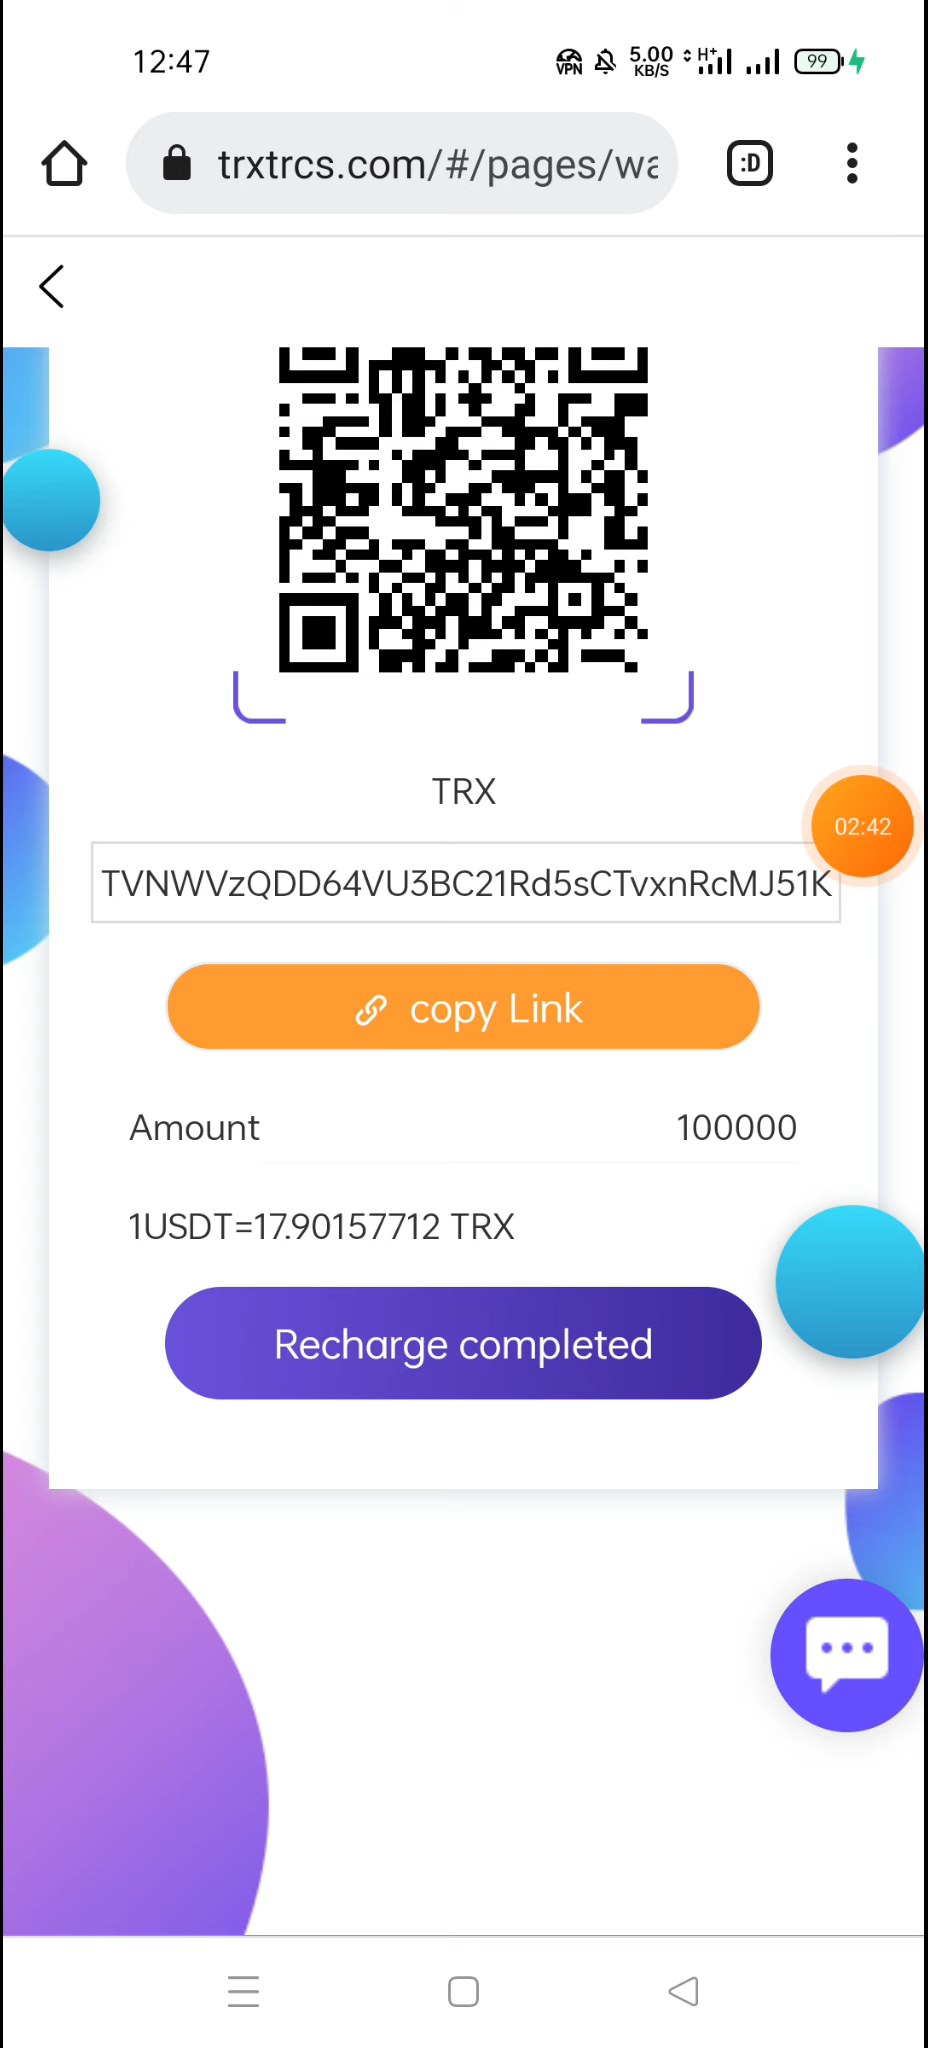 12:47
VPN
5.00
KB/S
H+
99
trxtrcs.com/#/pages/wa
:D
TRX
02:42
TVNWVzQDD64VU3BC21Rd5sCTvxnRcMJ51K
copy Link
Amount
100000
1USDT=17.90157712 TRX
Recharge completed